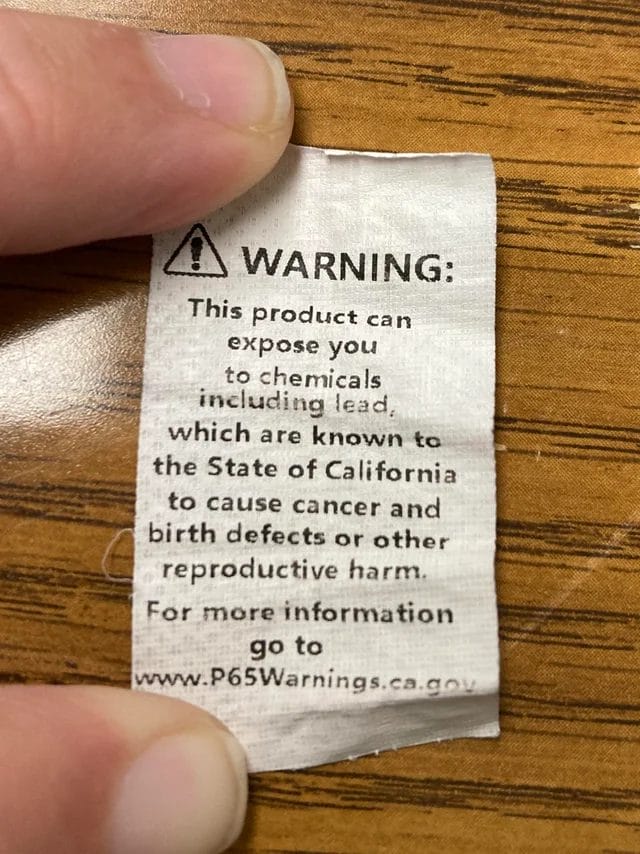 WARNING:
This product can
expose you
to chemicals
including lead,
which are known to
the State of California
to cause cancer and
birth defects or other
reproductive harm.
For more information
go to
www.P65Warnings.ca.gov